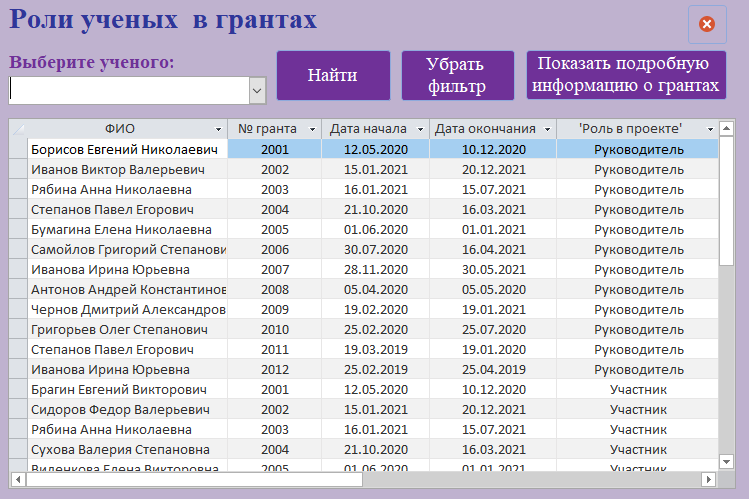 Роли ученых в грантах
Выберите ученого:
Найти
Убрать
фильтр
Показать подробную
информацию о грантах
ФИО № гранта Дата начала Дата окончания 'Роль в проекте'
Борисов Евгений Николаевич 2001 12.05.2020 10.12.2020 Руководитель
Иванов Виктор Валерьевич 2002 15.01.2021 20.12.2021 Руководитель
Рябина Анна Николаевна 2003 16.01.2021 15.07.2021 Руководитель
Степанов Павел Егорович 2004 21.10.2020 16.03.2021 Руководитель
Бумагина Елена Николаевна 2005 01.06.2020 01.01.2021 Руководитель
Самойлов Григорий Степанови 2006 30.07.2020 16.04.2021 Руководитель
Иванова Ирина Юрьевна 2007 28.11.2020 30.05.2021 Руководитель
Антонов Андрей Константинов 2008 05.04.2020 05.05.2020 Руководитель
Чернов Дмитрий Александров 2009 19.02.2020 19.01.2021 Руководитель
Григорьев Олег Степанович 2010 25.02.2020 25.07.2020 Руководитель
Степанов Павел Егорович 2011 19.03.2019 19.01.2020 Руководитель
Иванова Ирина Юрьевна 2012 25.02.2019 25.04.2019 Руководитель
Брагин Евгений Викторович 2001 12.05.2020 10.12.2020 Участник
Сидоров Федор Валерьевич 2002 15.01.2021 20.12.2021 Участник
Рябина Анна Николаевна 2003 16.01.2021 15.07.2021 Участник
Сухова Валерия Степановна 2004 21.10.2020 16.03.2021 Участник
Виденкова Елена Викторовна 2005 01.06.2020 01.01.2021 Участник